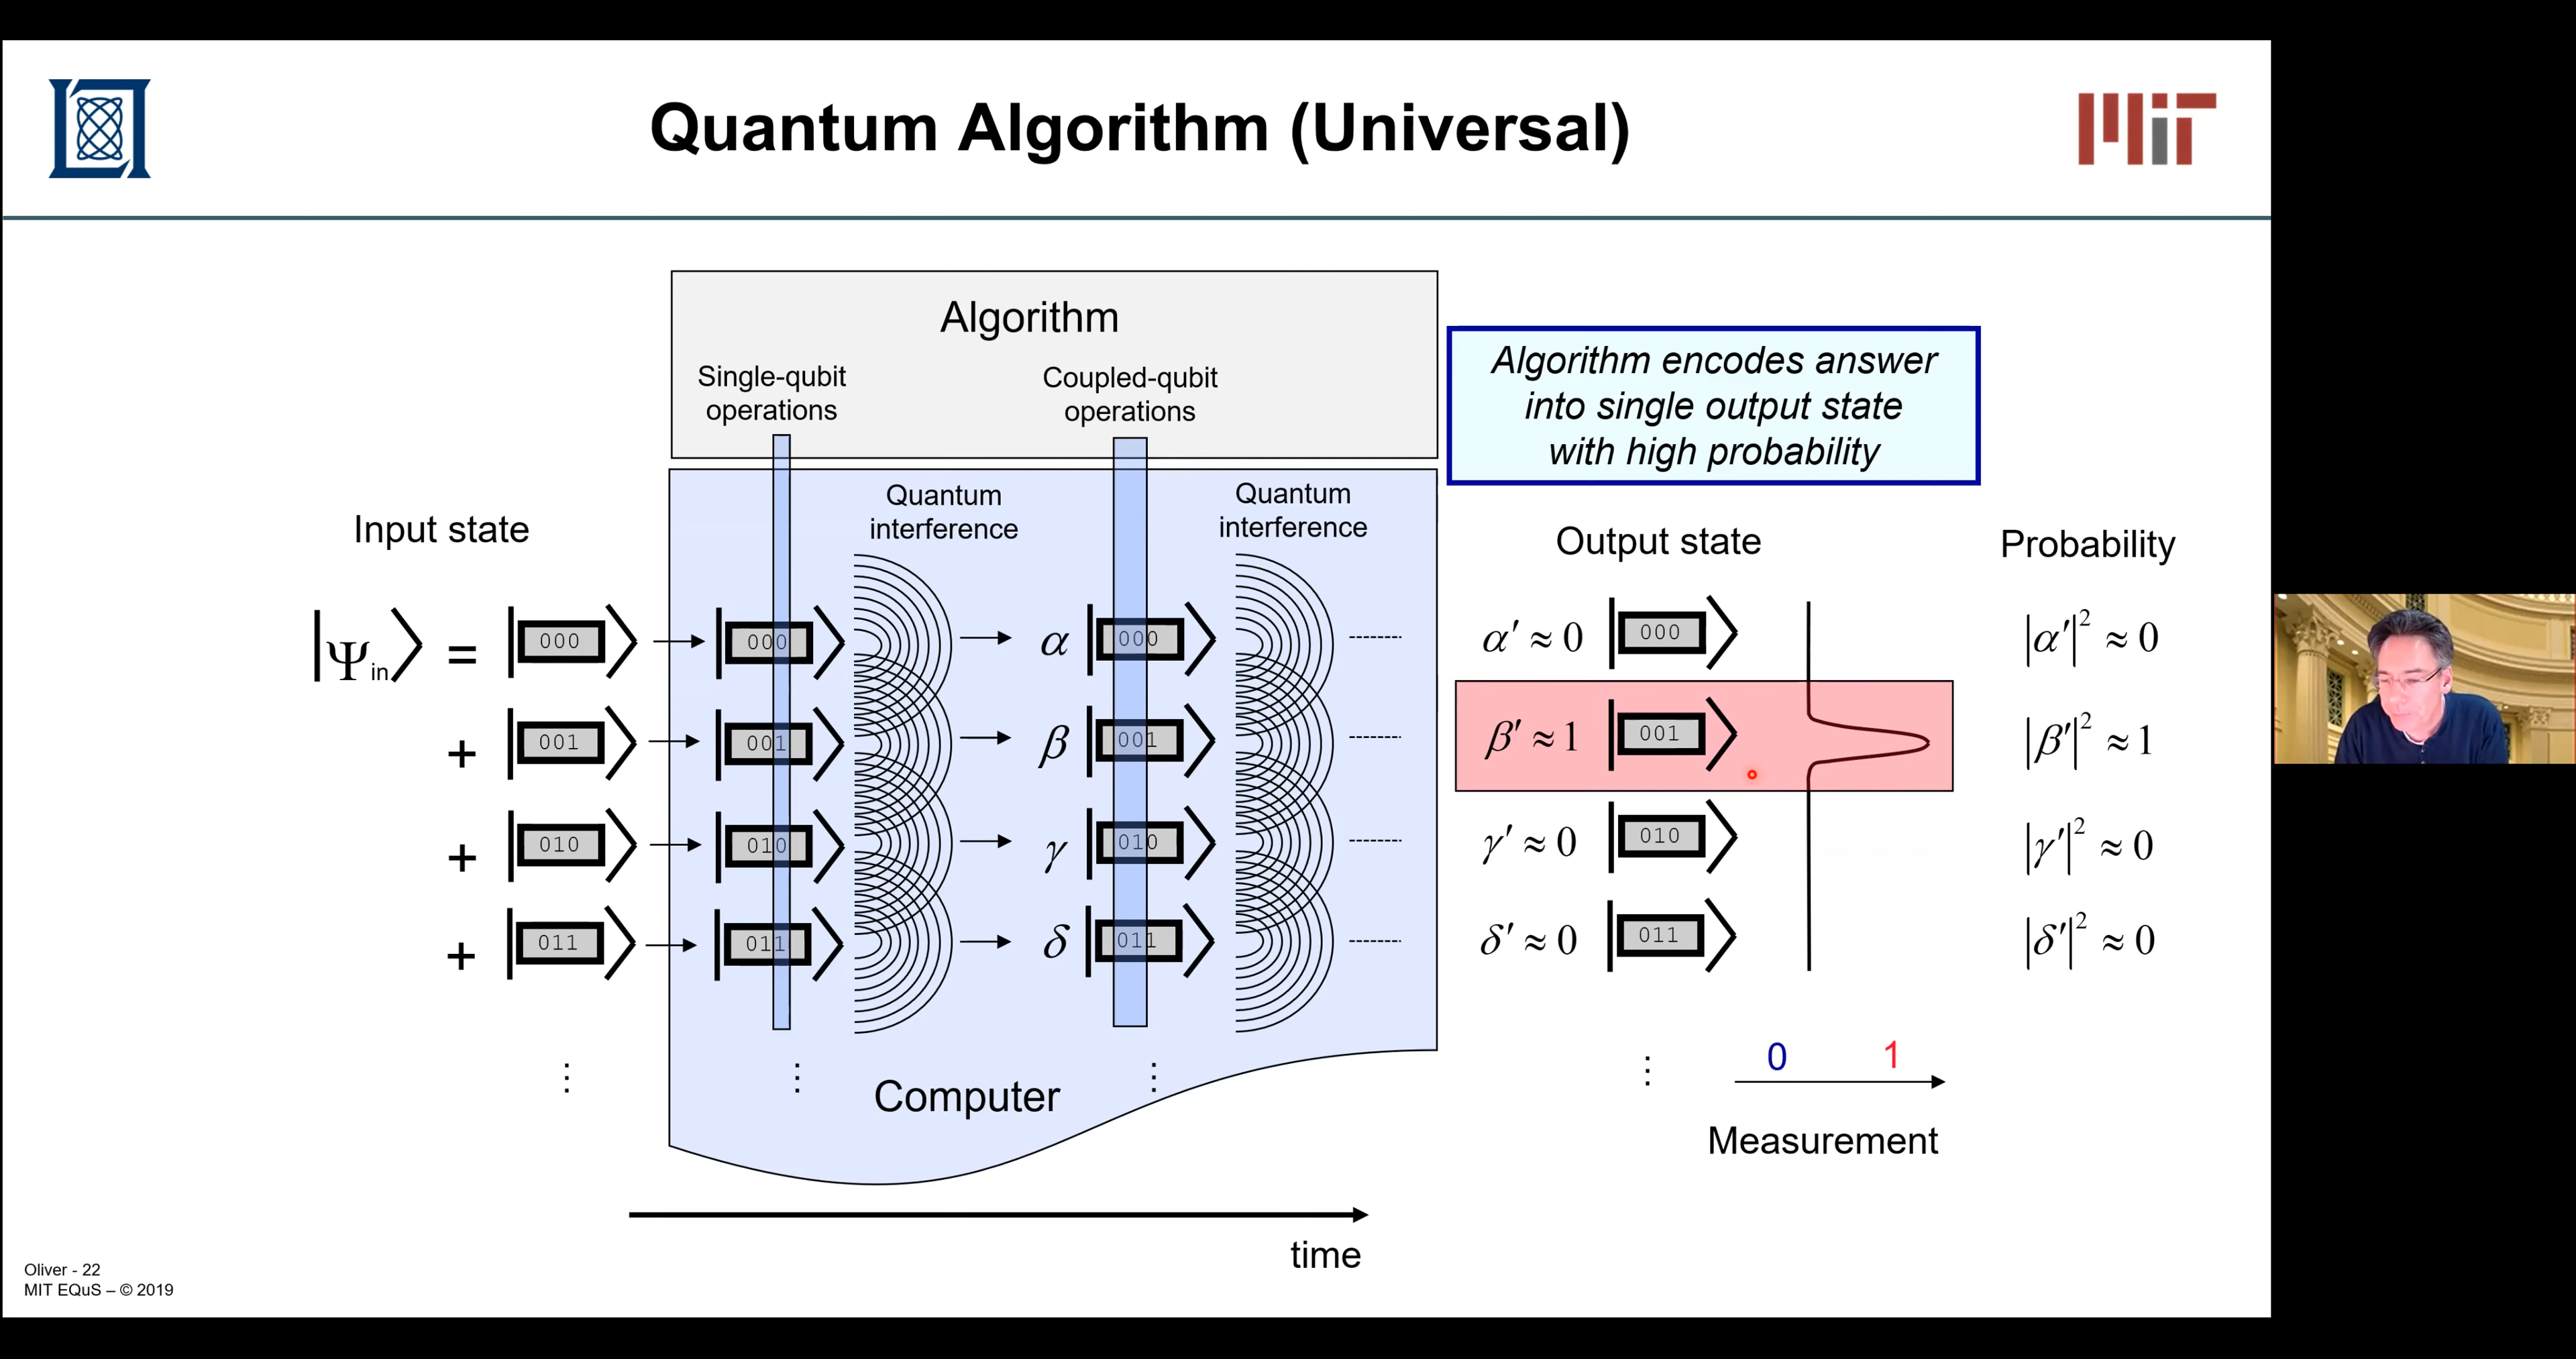 Quantum Algorithm (Universal)
MIT
Algorithm
Single-qubit
operations
Coupled-qubit
operations
Algorithm encodes answer
into single output state
with high probability
Quantum
interference
Quantum
interference
Input state
Output state
Probability
|Ψin⟩ = |000⟩ |000⟩ α |000⟩ α′ ≈ 0 |000⟩ |α′|² ≈ 0
+ |001⟩ |001⟩ β |001⟩ β′ ≈ 1 |001⟩ |β′|² ≈ 1
+ |010⟩ |010⟩ γ |010⟩ γ′ ≈ 0 |010⟩ |γ′|² ≈ 0
+ |011⟩ |011⟩ δ |011⟩ δ′ ≈ 0 |011⟩ |δ′|² ≈ 0
⋮ ⋮ ⋮ ⋮ 0 1
Computer
Measurement
time
Oliver - 22
MIT EQuS – © 2019